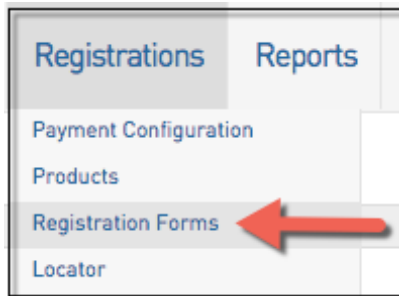 Registrations Reports
Payment Configuration
Products
Registration Forms
Locator